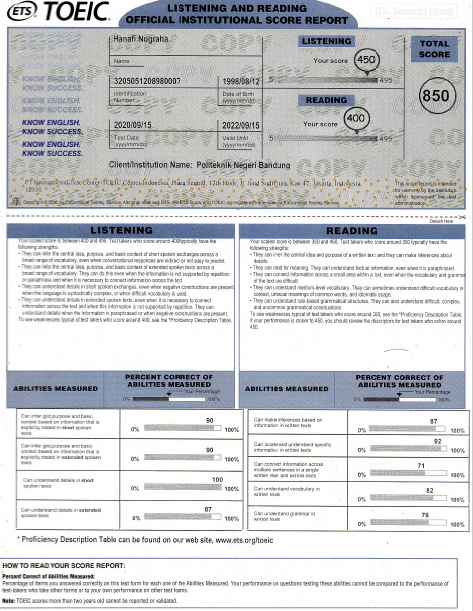 ETS TOEIC.
LISTENING AND READING
OFFICIAL INSTITUTIONAL SCORE REPORT
Hanafi Nugraha
Name
LISTENING
Your score
450
5
495
TOTAL
SCORE
850
3205051208980007
1998/08/12
Identification
Number
Date of Birth
(yyyy/mm/dd)
READING
Your score
400
5
495
KNOW ENGLISH.
KNOW SUCCESS.
KNOW ENGLISH.
KNOW SUCCESS.
KNOW ENGLISH.
KNOW SUCCESS.
2020/09/15
2022/09/15
Test Date
(yyyy/mm/dd)
Valid Until
(yyyy/mm/dd)
Client/Institution Name: Politeknik Negeri Bandung
COPY
Detach Here
LISTENING
Your scaled score is between 400 and 495. Test takers who score around 400 typically have the
following strengths:
• They can infer the central idea, purpose, and basic context of short spoken exchanges across a
broad range of vocabulary, even when conversational responses are indirect or not easy to predict.
• They can infer the central idea, purpose, and basic context of extended spoken texts across a
broad range of vocabulary. They can do this even when the information is not supported by repetition
or paraphrase and when it is necessary to connect information across the text.
• They can understand details in short spoken exchanges, even when negative constructions are present,
when the language is syntactically complex, or when difficult vocabulary is used.
• They can understand details in extended spoken texts, even when it is necessary to connect
information across the text and when this information is not supported by repetition. They can
understand details when the information is paraphrased or when negative constructions are present.
To see weaknesses typical of test takers who score around 400, see the "Proficiency Description Table.
READING
Your scaled score is between 350 and 450. Test takers who score around 350 typically have the
following strengths:
• They can infer the central idea and purpose of a written text, and they can make inferences about
details.
• They can read for meaning. They can understand factual information, even when it is paraphrased.
• They can connect information across a small area within a text, even when the vocabulary and grammar
of the text are difficult.
• They can understand medium-level vocabulary. They can sometimes understand difficult vocabulary in
context, unusual meanings of common words, and idiomatic usage.
• They can understand rule-based grammatical structures. They can also understand difficult, complex,
and uncommon grammatical constructions.
To see weaknesses typical of test takers who score around 350, see the "Proficiency Description Table.
If your performance is closer to 450, you should review the descriptors for test takers who score around
450.
ABILITIES MEASURED
PERCENT CORRECT OF
ABILITIES MEASURED
Your Percentage
0% 100%
Can infer gist, purpose and basic
context based on information that is
explicitly stated in short spoken
texts
0% 90 100%
Can infer gist, purpose and basic
context based on information that is
explicitly stated in extended spoken
texts
0% 90 100%
Can understand details in short
spoken texts
0% 100 100%
Can understand details in extended
spoken texts
0% 87 100%
ABILITIES MEASURED
PERCENT CORRECT OF
ABILITIES MEASURED
Your Percentage
0% 100%
Can make inferences based on
information in written texts
0% 87 100%
Can locate and understand specific
information in written texts
0% 92 100%
Can connect information across
multiple sentences in a single
written text and across texts
0% 71 100%
Can understand vocabulary in
written texts
0% 82 100%
Can understand grammar in
written texts
0% 76 100%
* Proficiency Description Table can be found on our web site, www.ets.org/toeic
HOW TO READ YOUR SCORE REPORT:
Percent Correct of Abilities Measured:
Percentage of items you answered correctly on this test form for each one of the Abilities Measured. Your performance on questions testing these abilities cannot be compared to the performance of
test-takers who take other forms or to your own performance on other test forms.
Note: TOEIC scores more than two years old cannot be reported or validated.